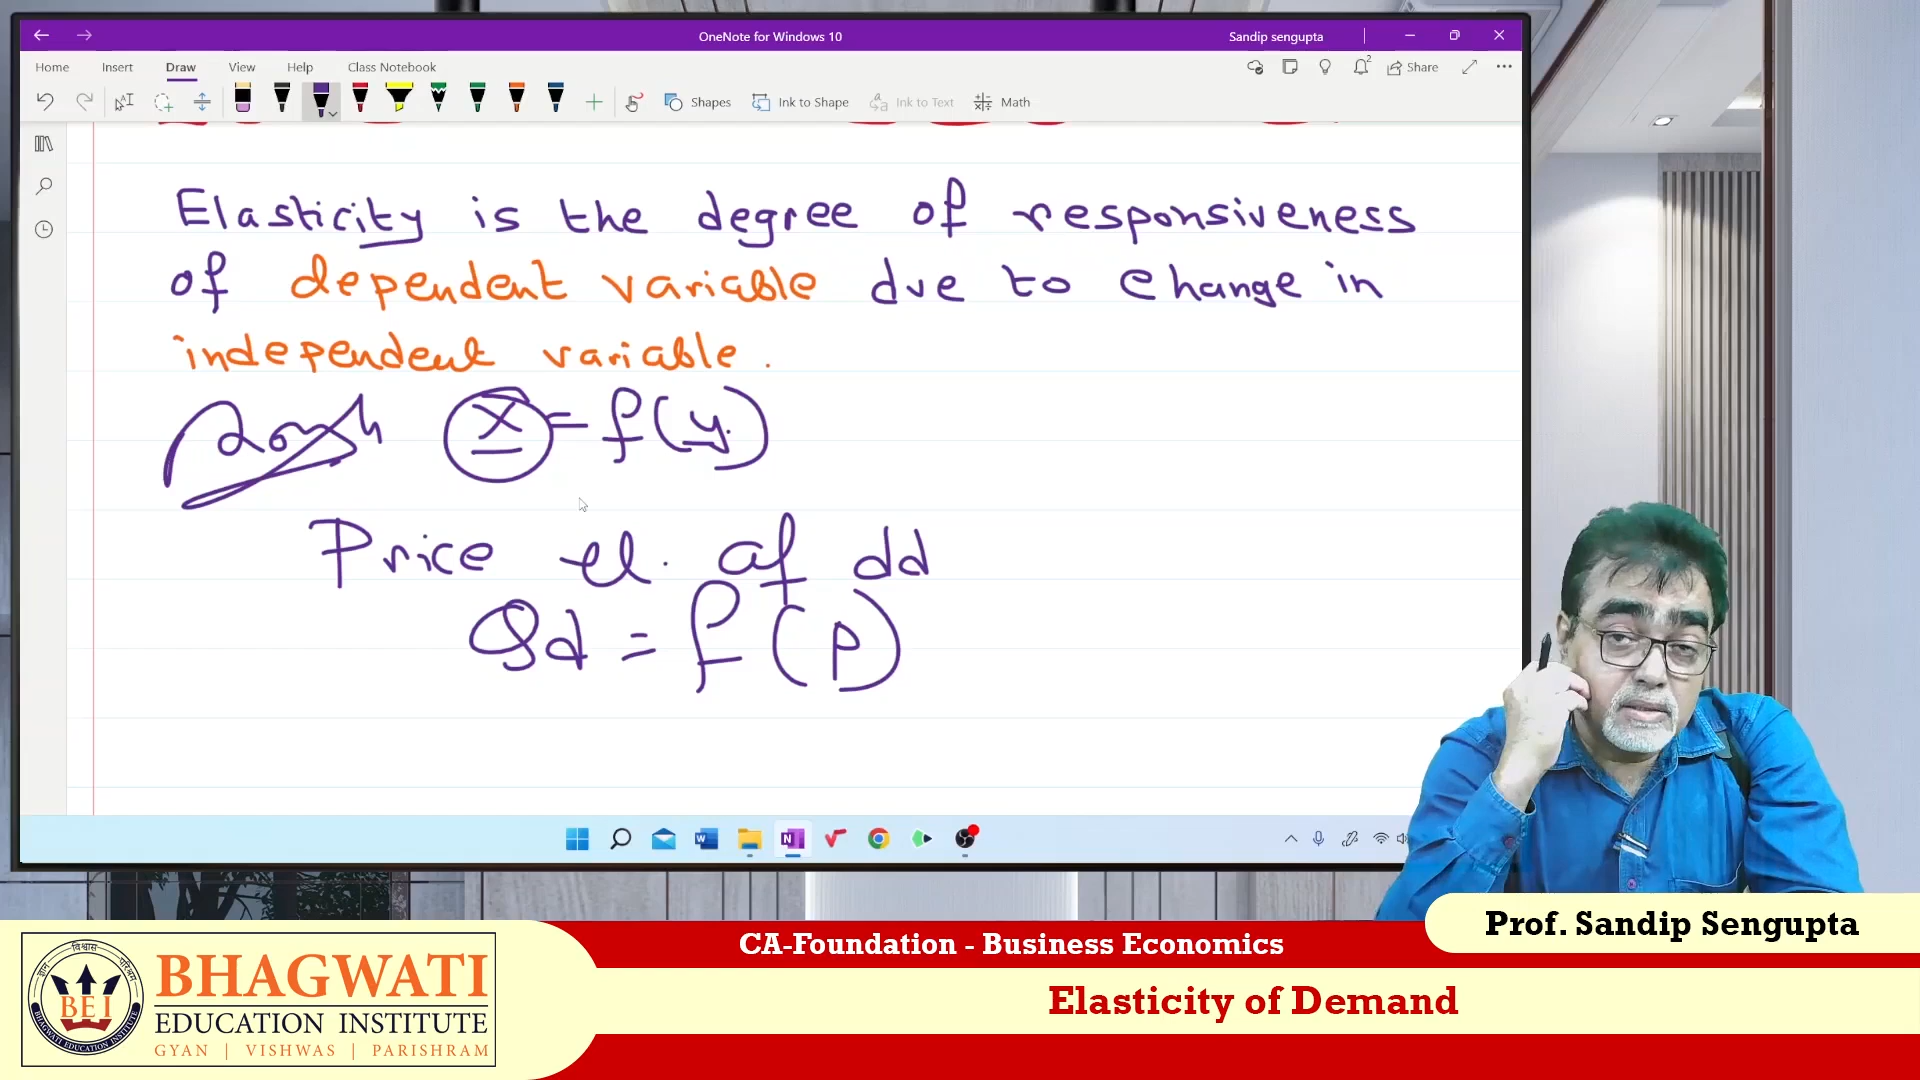 OneNote for Windows 10
Sandip sengupta
Home Insert Draw View Help Class Notebook
2 Share
Shapes Ink to Shape Ink to Text Math
Elasticity is the degree of responsiveness
of dependent variable due to change in
independent variable.
Rough X = f(y)
Price el. of dd
Qd = f(P)
Prof. Sandip Sengupta
CA-Foundation - Business Economics
Elasticity of Demand
विश्वास
BEI
BHAGWATI
EDUCATION INSTITUTE
GYAN | VISHWAS | PARISHRAM